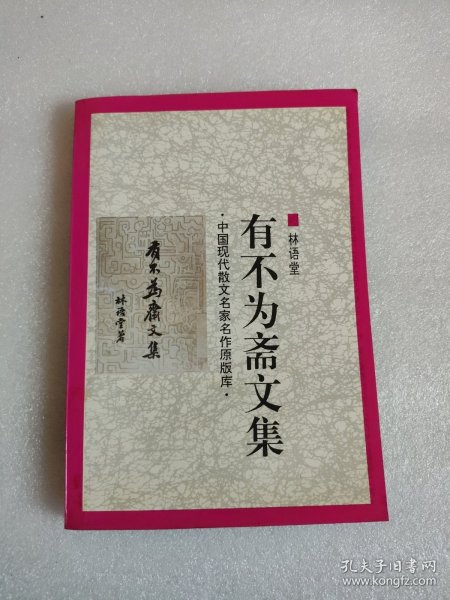 林语堂
有不为斋文集
·中国现代散文名家名作原版库·
有不为齋文集
林语堂著
孔夫子旧书网
www.kongfz.com